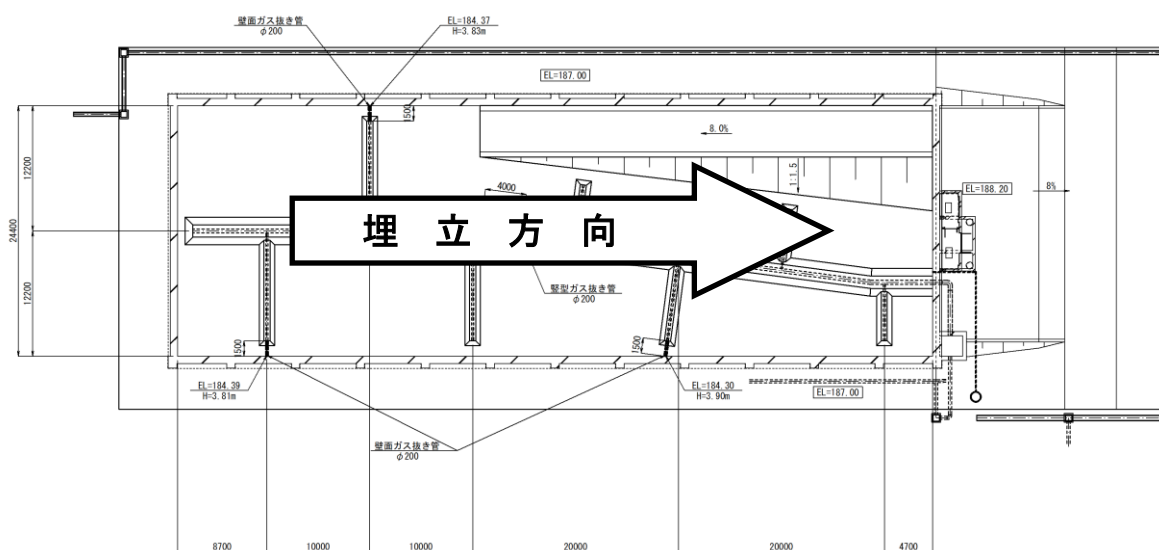 壁面ガス抜き管
φ200
EL=184.37
H=3.83m
EL=187.00
1500
8.0%
12200
24400
12200
4000
1:1.5
EL=188.20
8%
埋立方向
竪型ガス抜き管
φ200
1500
1500
EL=184.39
H=3.81m
EL=184.30
H=3.90m
EL=187.00
壁面ガス抜き管
φ200
8700
10000
10000
20000
20000
4700